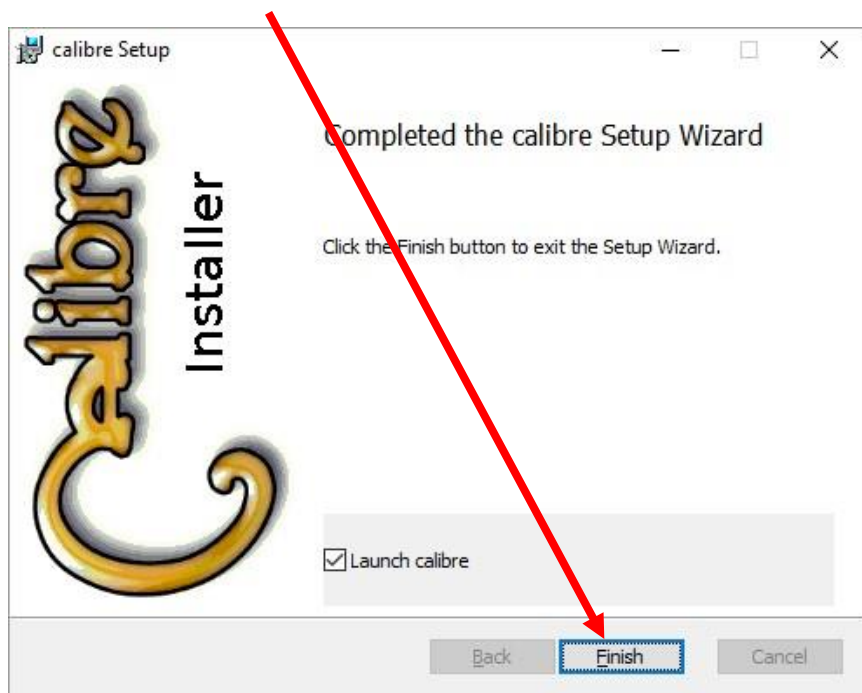 calibre Setup
Calibre
Installer
Completed the calibre Setup Wizard
Click the Finish button to exit the Setup Wizard.
Launch calibre
Back
Finish
Cancel